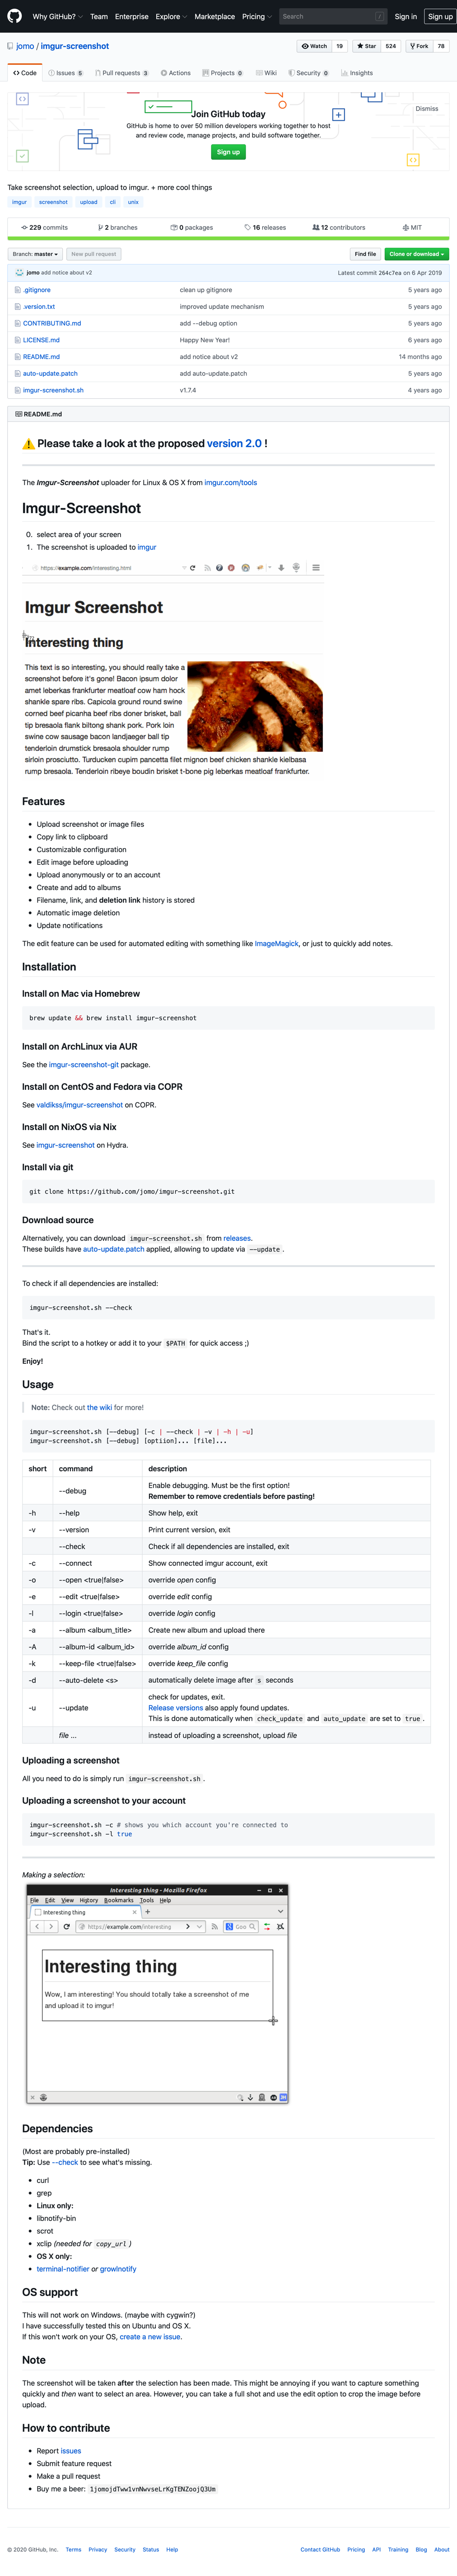 Why GitHub? Team Enterprise Explore Marketplace Pricing Search / Sign in Sign up
jomo / imgur-screenshot Watch 19 Star 524 Fork 78
Code Issues 5 Pull requests 3 Actions Projects 0 Wiki Security 0 Insights
Dismiss
Join GitHub today
GitHub is home to over 50 million developers working together to host
and review code, manage projects, and build software together.
Sign up
Take screenshot selection, upload to imgur. + more cool things
imgur screenshot upload cli unix
229 commits 2 branches 0 packages 16 releases 12 contributors MIT
Branch: master New pull request Find file Clone or download
jomo add notice about v2 Latest commit 264c7ea on 6 Apr 2019
.gitignore clean up gitignore 5 years ago
.version.txt improved update mechanism 5 years ago
CONTRIBUTING.md add --debug option 5 years ago
LICENSE.md Happy New Year! 6 years ago
README.md add notice about v2 14 months ago
auto-update.patch add auto-update.patch 5 years ago
imgur-screenshot.sh v1.7.4 4 years ago
README.md
Please take a look at the proposed version 2.0 !
The Imgur-Screenshot uploader for Linux & OS X from imgur.com/tools
Imgur-Screenshot
0. select area of your screen
1. The screenshot is uploaded to imgur
https://example.com/interesting.html
Imgur Screenshot
Interesting thing
This text is so interesting, you should really take a
screenshot before it's gone! Bacon ipsum dolor
amet leberkas frankfurter meatloaf cow ham hock
shankle spare ribs. Capicola ground round swine
corned beef picanha beef ribs doner brisket, ball
tip bresaola flank biltong shank. Pork loin
swine cow sausage bacon landjaeger ball tip
tenderloin drumstick bresaola shoulder rump
sirloin prosciutto. Turducken cupim pancetta filet mignon beef chicken shankle kielbasa
rump bresaola. Tenderloin ribeye boudin brisket t-bone pig leberkas meatloaf frankfurter.
Features
Upload screenshot or image files
Copy link to clipboard
Customizable configuration
Edit image before uploading
Upload anonymously or to an account
Create and add to albums
Filename, link, and deletion link history is stored
Automatic image deletion
Update notifications
The edit feature can be used for automated editing with something like ImageMagick, or just to quickly add notes.
Installation
Install on Mac via Homebrew
brew update && brew install imgur-screenshot
Install on ArchLinux via AUR
See the imgur-screenshot-git package.
Install on CentOS and Fedora via COPR
See valdikss/imgur-screenshot on COPR.
Install on NixOS via Nix
See imgur-screenshot on Hydra.
Install via git
git clone https://github.com/jomo/imgur-screenshot.git
Download source
Alternatively, you can download imgur-screenshot.sh from releases.
These builds have auto-update.patch applied, allowing to update via --update.
To check if all dependencies are installed:
imgur-screenshot.sh --check
That's it.
Bind the script to a hotkey or add it to your $PATH for quick access ;)
Enjoy!
Usage
Note: Check out the wiki for more!
imgur-screenshot.sh [--debug] [-c | --check | -v | -h | -u]
imgur-screenshot.sh [--debug] [option]... [file]...
short command description
--debug Enable debugging. Must be the first option!
Remember to remove credentials before pasting!
-h --help Show help, exit
-v --version Print current version, exit
--check Check if all dependencies are installed, exit
-c --connect Show connected imgur account, exit
-o --open <true|false> override open config
-e --edit <true|false> override edit config
-l --login <true|false> override login config
-a --album <album_title> Create new album and upload there
-A --album-id <album_id> override album_id config
-k --keep-file <true|false> override keep_file config
-d --auto-delete <s> automatically delete image after s seconds
-u --update check for updates, exit.
Release versions also apply found updates.
This is done automatically when check_update and auto_update are set to true.
file ... instead of uploading a screenshot, upload file
Uploading a screenshot
All you need to do is simply run imgur-screenshot.sh.
Uploading a screenshot to your account
imgur-screenshot.sh -c # shows you which account you're connected to
imgur-screenshot.sh -l true
Making a selection:
Interesting thing - Mozilla Firefox
File Edit View History Bookmarks Tools Help
Interesting thing
https://example.com/interesting Goo
Interesting thing
Wow, I am interesting! You should totally take a screenshot of me
and upload it to imgur!
Dependencies
(Most are probably pre-installed)
Tip: Use --check to see what's missing.
curl
grep
Linux only:
libnotify-bin
scrot
xclip (needed for copy_url)
OS X only:
terminal-notifier or growlnotify
OS support
This will not work on Windows. (maybe with cygwin?)
I have successfully tested this on Ubuntu and OS X.
If this won't work on your OS, create a new issue.
Note
The screenshot will be taken after the selection has been made. This might be annoying if you want to capture something
quickly and then want to select an area. However, you can take a full shot and use the edit option to crop the image before
upload.
How to contribute
Report issues
Submit feature request
Make a pull request
Buy me a beer: 1jomojdTww1vnNwvseLrKgTENZoojQ3Um
© 2020 GitHub, Inc. Terms Privacy Security Status Help Contact GitHub Pricing API Training Blog About